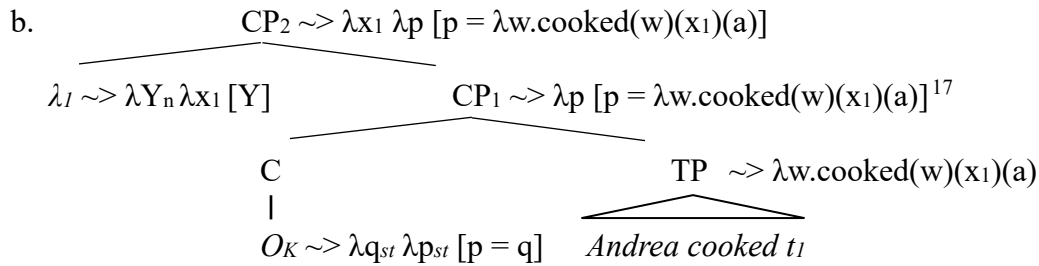 b. CP₂ ~> λx₁ λp [p = λw.cooked(w)(x₁)(a)]
λ₁ ~> λYₙ λx₁ [Y] CP₁ ~> λp [p = λw.cooked(w)(x₁)(a)]¹⁷
C TP ~> λw.cooked(w)(x₁)(a)
O_K ~> λq_st λp_st [p = q] Andrea cooked t₁